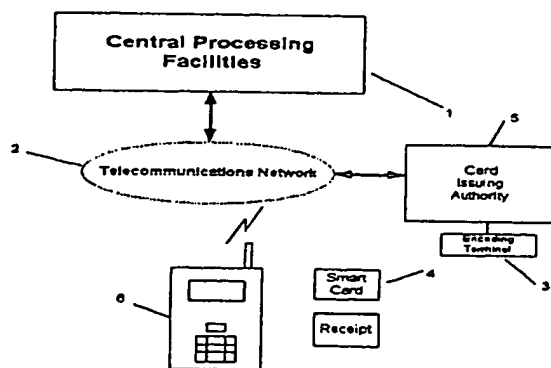 Central Processing
Facilities
1
2
Telecommunications Network
5
Card
Issuing
Authority
Encoding
Terminal
3
Smart
Card
4
6
Receipt